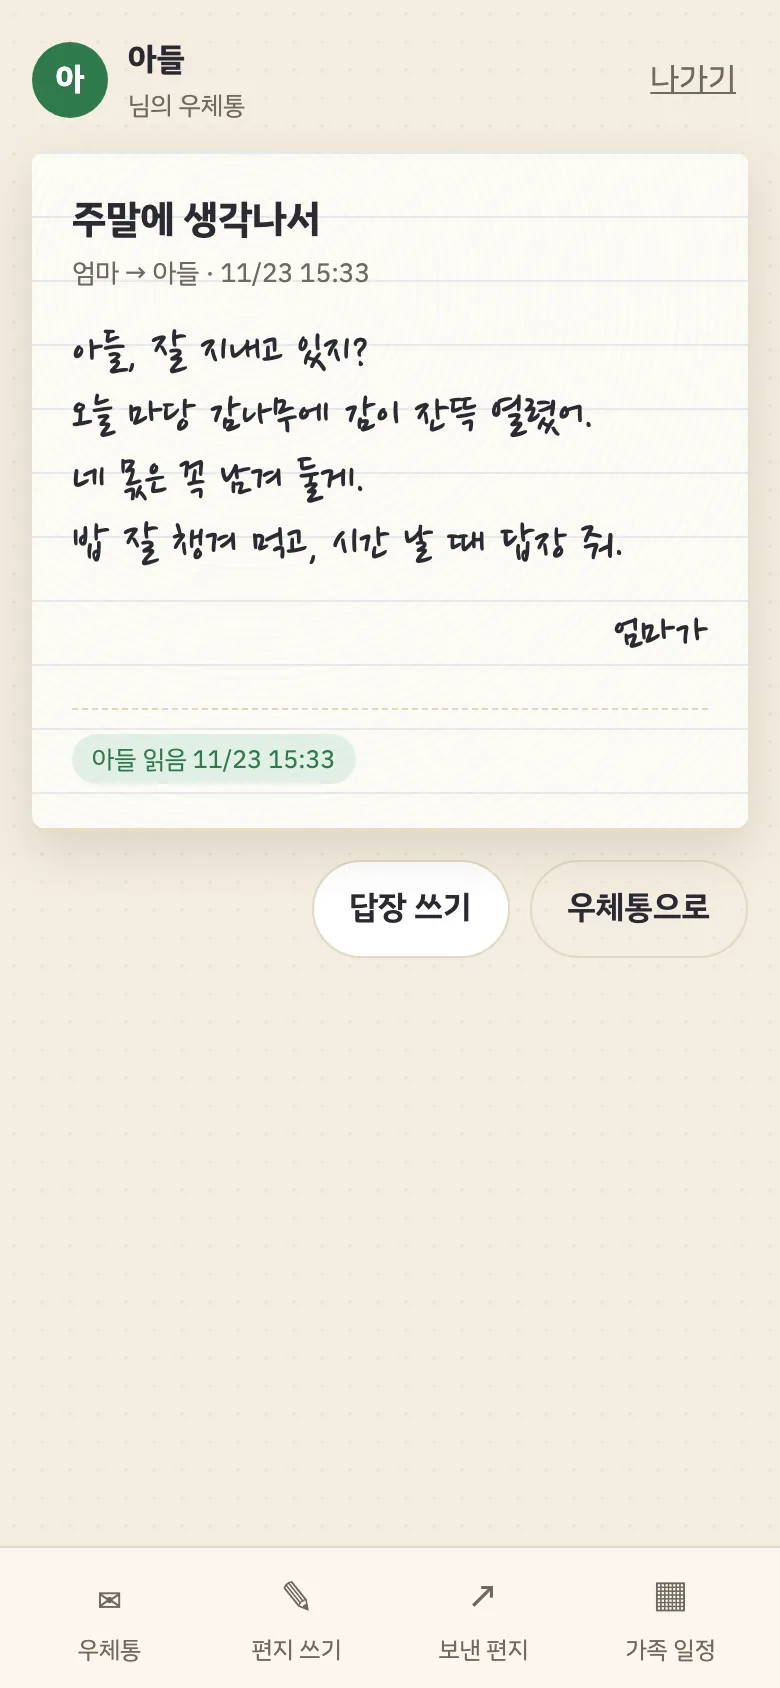 아
아들
님의 우체통
나가기
주말에 생각나서
엄마 → 아들 · 11/23 15:33
아들, 잘 지내고 있지?
오늘 마당 감나무에 감이 잔뜩 열렸어.
네 몫은 꼭 남겨 둘게.
밥 잘 챙겨 먹고, 시간 날 때 답장 줘.
엄마가
아들 읽음 11/23 15:33
답장 쓰기
우체통으로
우체통
편지 쓰기
보낸 편지
가족 일정